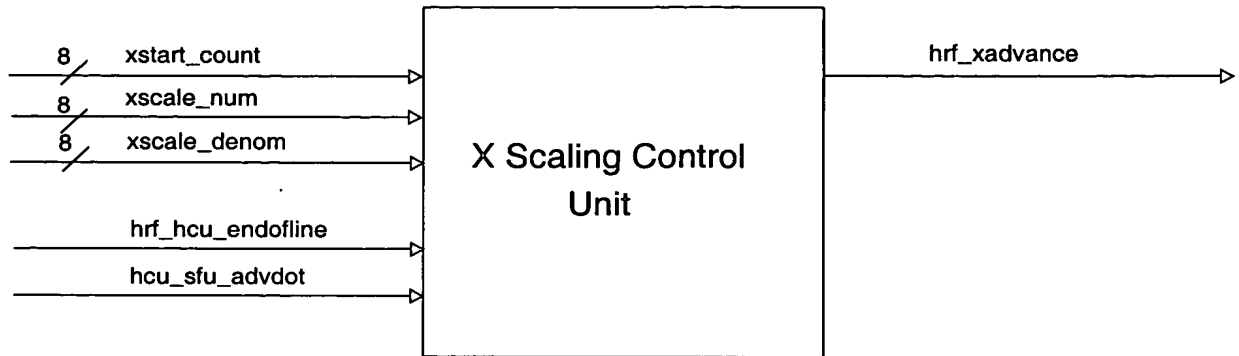 8 xstart_count
hrf_xadvance
8 xscale_num
8 xscale_denom
X Scaling Control
Unit
hrf_hcu_endofline
hcu_sfu_advdot